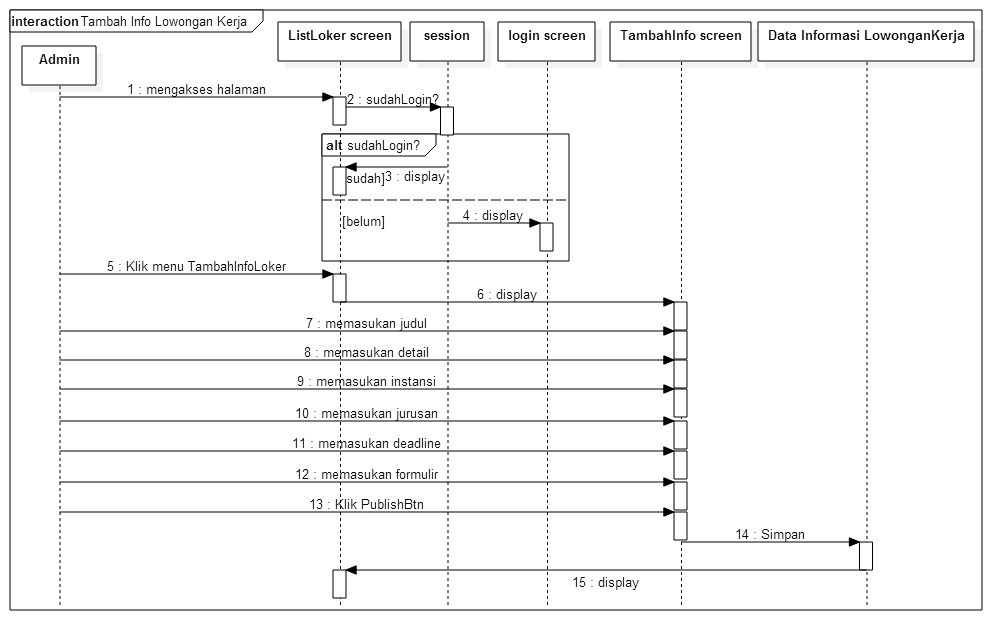 interaction Tambah Info Lowongan Kerja
Admin
ListLoker screen
session
login screen
TambahInfo screen
Data Informasi LowonganKerja
1 : mengakses halaman
2 : sudahLogin?
alt sudahLogin?
sudah]
3 : display
[belum]
4 : display
5 : Klik menu TambahInfoLoker
6 : display
7 : memasukan judul
8 : memasukan detail
9 : memasukan instansi
10 : memasukan jurusan
11 : memasukan deadline
12 : memasukan formulir
13 : Klik PublishBtn
14 : Simpan
15 : display